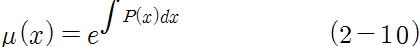 μ(x) = e^{∫ P(x)dx} (2−10)